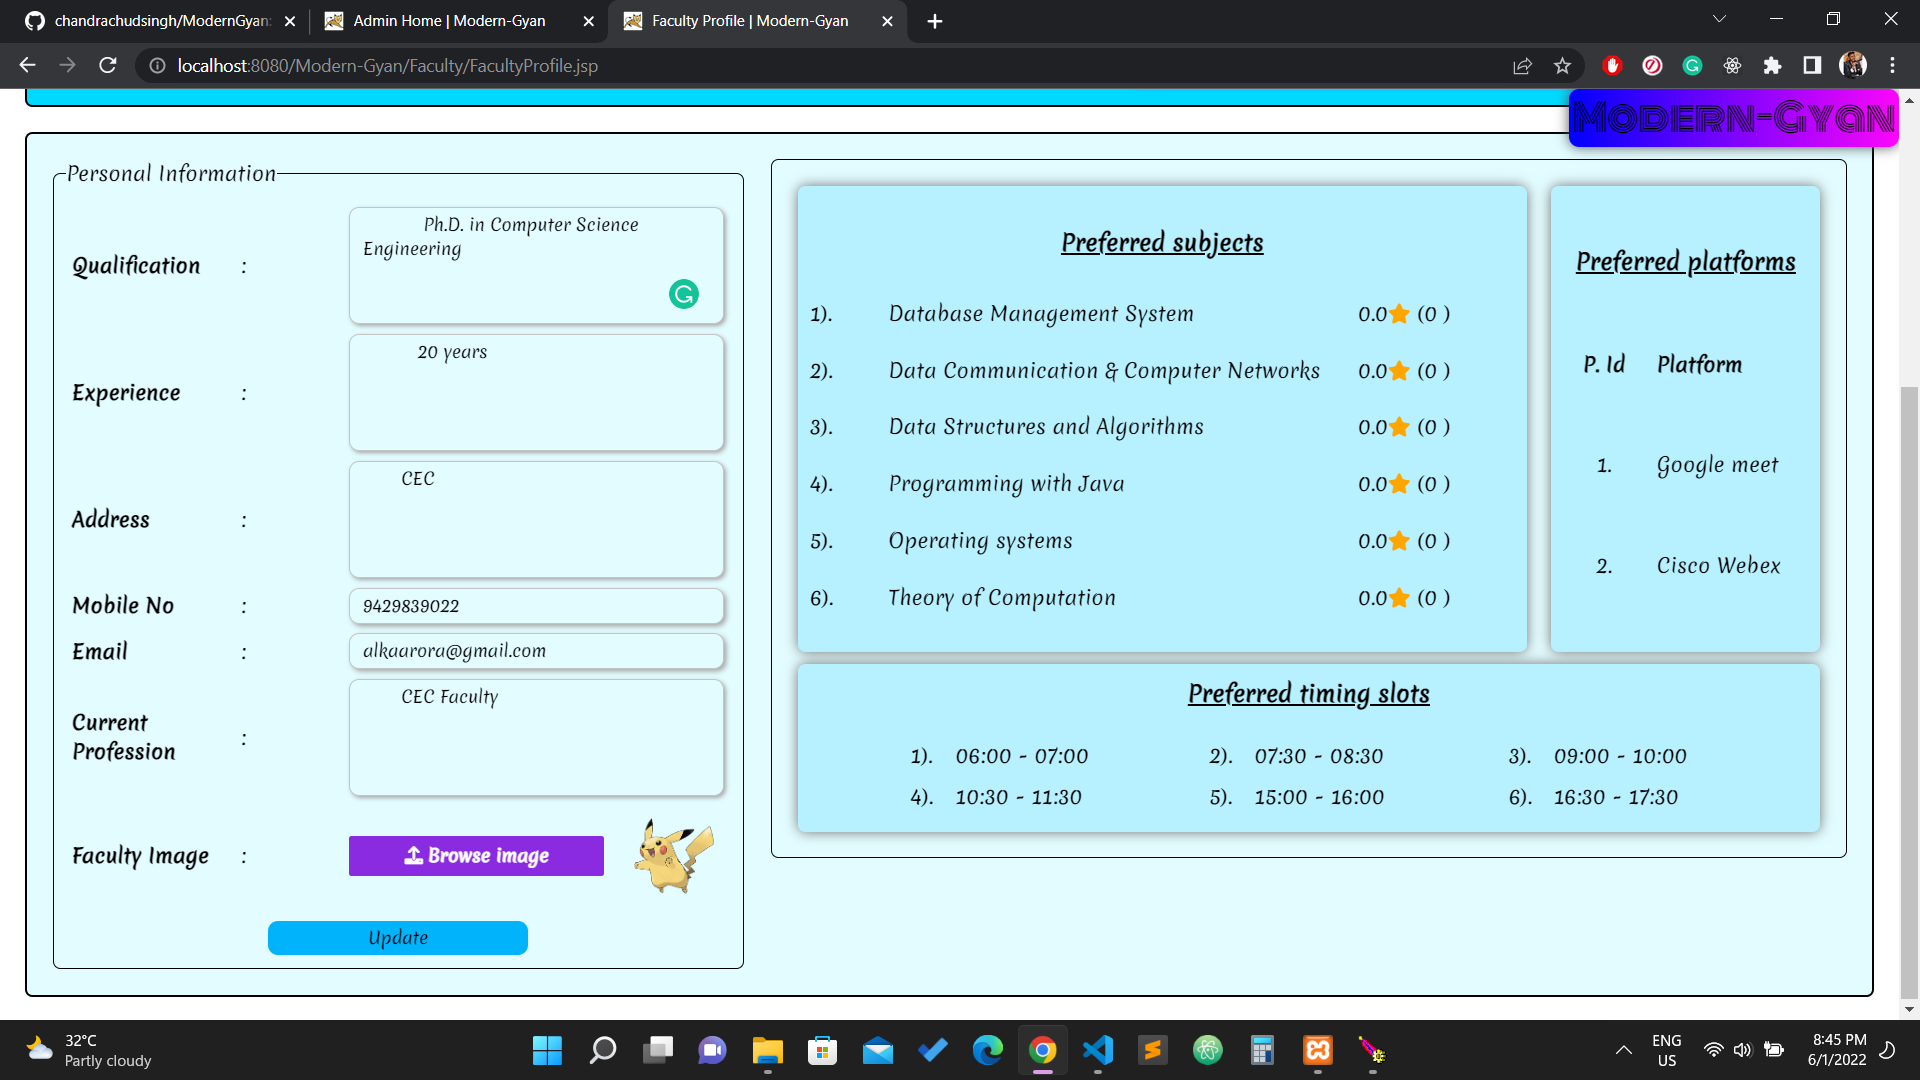 chandrachudsingh/ModernGyan:
Admin Home | Modern-Gyan
Faculty Profile | Modern-Gyan
localhost:8080/Modern-Gyan/Faculty/FacultyProfile.jsp
Modern-Gyan
Personal Information
Qualification :
Ph.D. in Computer Science
Engineering
Experience :
20 years
Address :
CEC
Mobile No :
9429839022
Email :
alkaarora@gmail.com
Current
Profession :
CEC Faculty
Faculty Image :
Browse image
Update
Preferred subjects
1). Database Management System 0.0 (0 )
2). Data Communication & Computer Networks 0.0 (0 )
3). Data Structures and Algorithms 0.0 (0 )
4). Programming with Java 0.0 (0 )
5). Operating systems 0.0 (0 )
6). Theory of Computation 0.0 (0 )
Preferred platforms
P. Id Platform
1. Google meet
2. Cisco Webex
Preferred timing slots
1). 06:00 - 07:00 2). 07:30 - 08:30 3). 09:00 - 10:00
4). 10:30 - 11:30 5). 15:00 - 16:00 6). 16:30 - 17:30
32°C
Partly cloudy
ENG
US
8:45 PM
6/1/2022